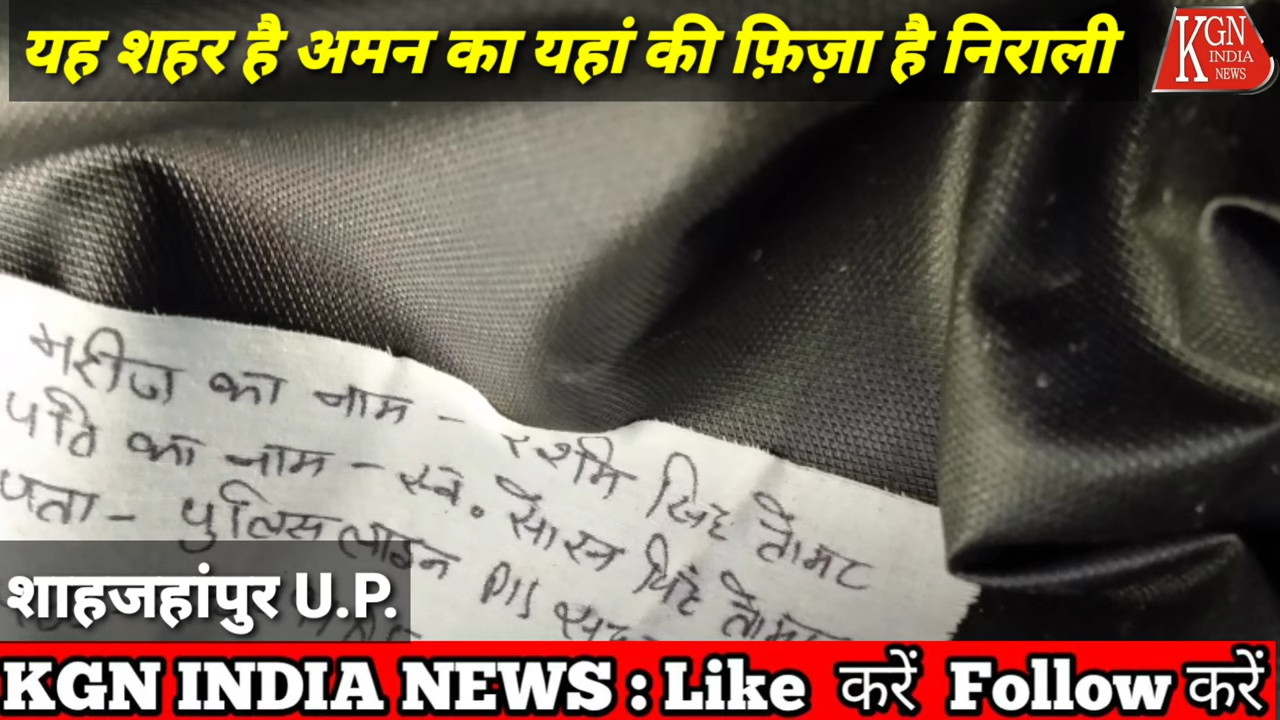 यह शहर है अमन का यहां की फ़िज़ा है निराली
KGN
INDIA
NEWS
मरीज का नाम - रश्मि सिंह तोमर
पति का नाम - स्व. सोरन सिंह तोमर
पता - पुलिस लाइन P/S सदर
शाहजहांपुर U.P.
KGN INDIA NEWS : Like करें Follow करें